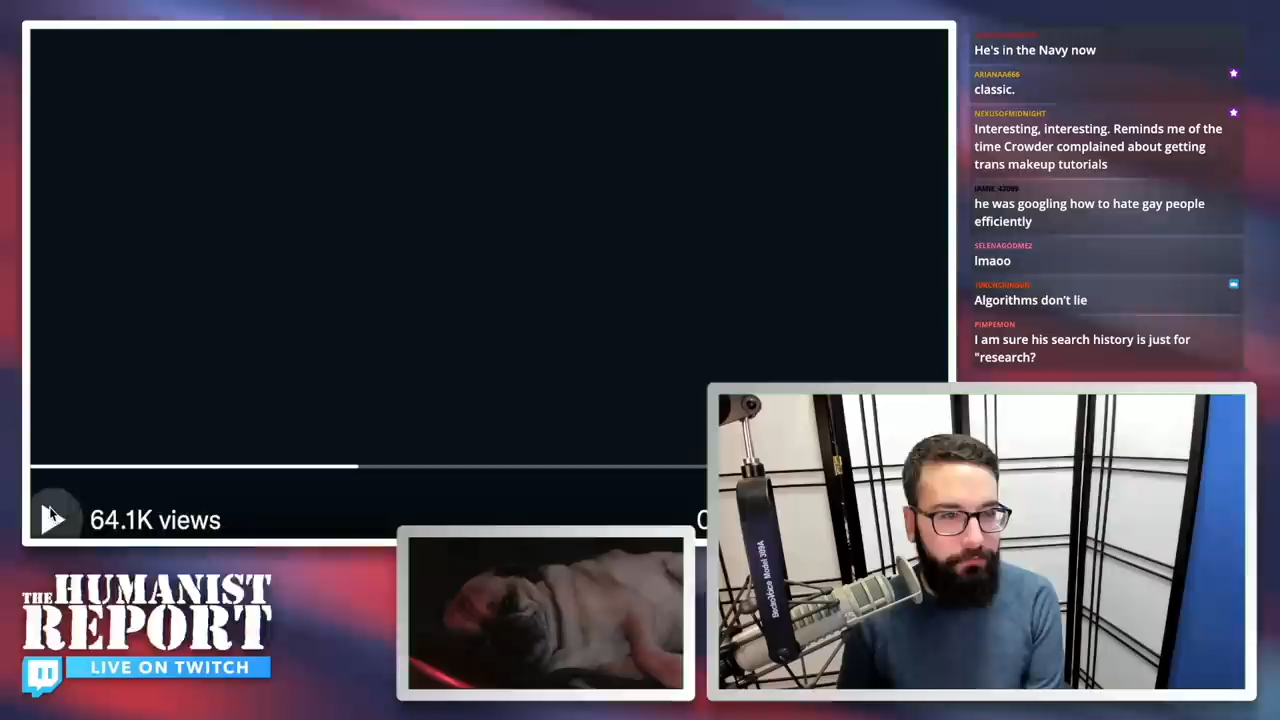 He's in the Navy now
ARIANAA666
classic.
NEXUSOFMIDNIGHT
Interesting, interesting. Reminds me of the
time Crowder complained about getting
trans makeup tutorials
he was googling how to hate gay people
efficiently
SELENAGODMEZ
lmaoo
Algorithms don't lie
PIMPEMON
I am sure his search history is just for
"research?
64.1K views
THE HUMANIST
REPORT
LIVE ON TWITCH